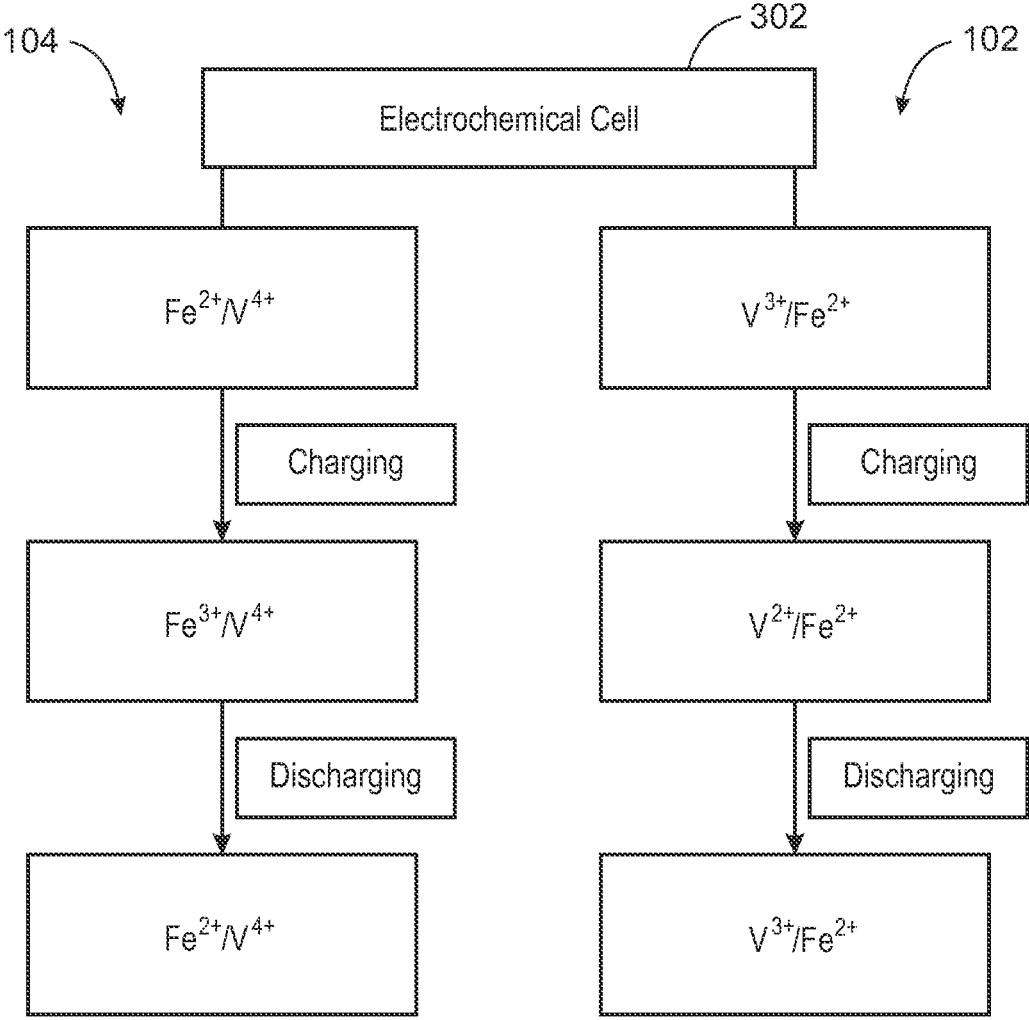 302
104
102
Electrochemical Cell
Fe²⁺/V⁴⁺
V³⁺/Fe²⁺
Charging
Charging
Fe³⁺/V⁴⁺
V²⁺/Fe²⁺
Discharging
Discharging
Fe²⁺/V⁴⁺
V³⁺/Fe²⁺